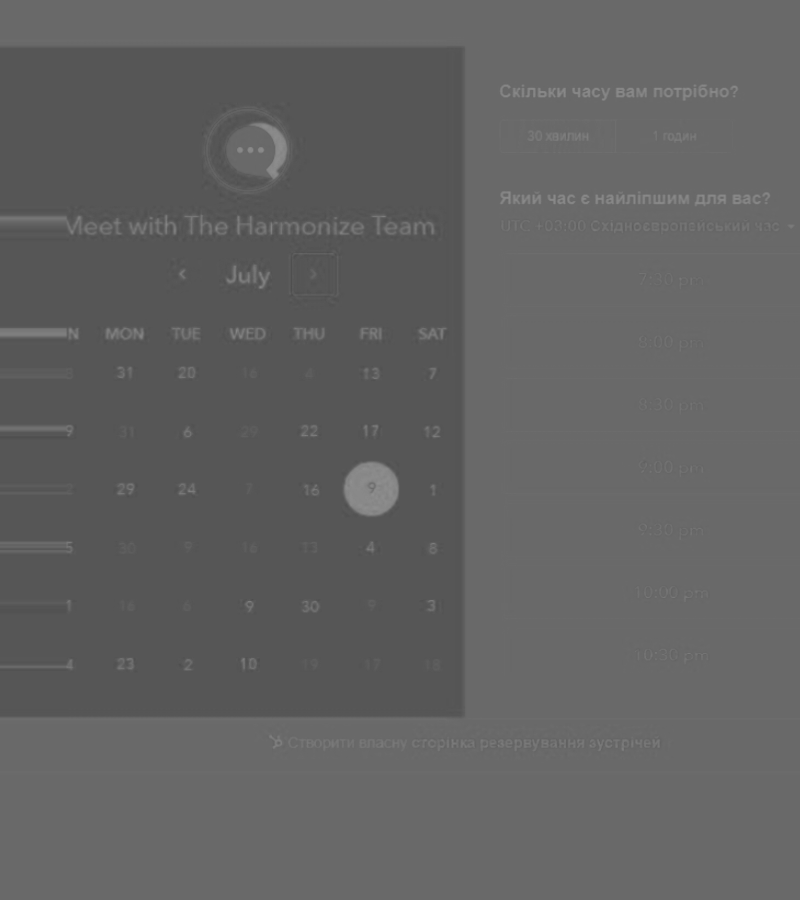 Meet with The Harmonize Team
July
N MON TUE WED THU FRI SAT
31 20 16 4 13 7
9 31 6 29 22 17 12
29 24 7 16 9 1
5 30 9 16 13 4 8
1 16 6 9 30 9 3
4 23 2 10 19 17 18
Скільки часу вам потрібно?
30 хвилин 1 годин
Який час є найліпшим для вас?
UTC +03:00 Східноєвропейський час
7:30 pm
8:00 pm
8:30 pm
9:00 pm
9:30 pm
10:00 pm
10:30 pm
Створити власну сторінка резервування зустрічей